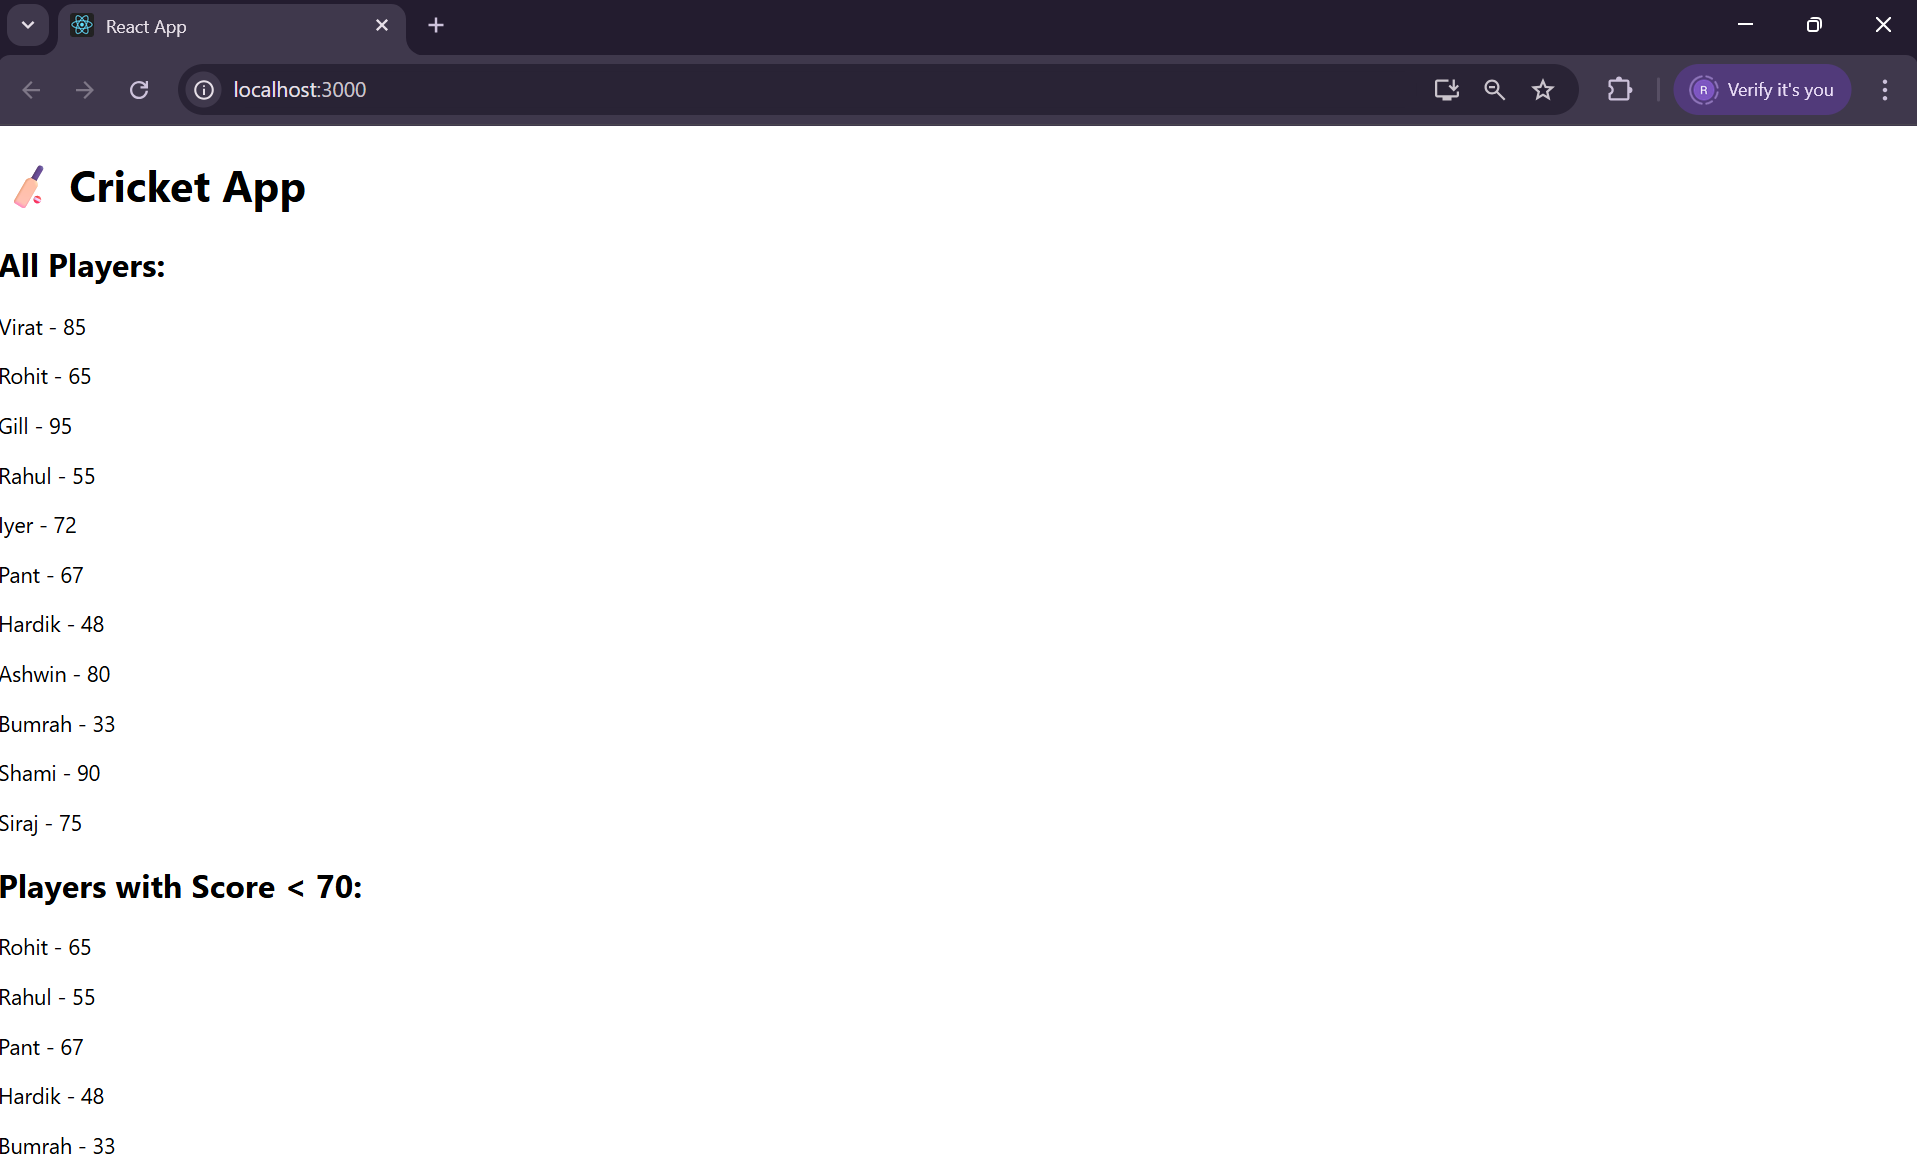 React App
localhost:3000
R
Verify it's you
Cricket App
All Players:
Virat - 85
Rohit - 65
Gill - 95
Rahul - 55
Iyer - 72
Pant - 67
Hardik - 48
Ashwin - 80
Bumrah - 33
Shami - 90
Siraj - 75
Players with Score < 70:
Rohit - 65
Rahul - 55
Pant - 67
Hardik - 48
Bumrah - 33